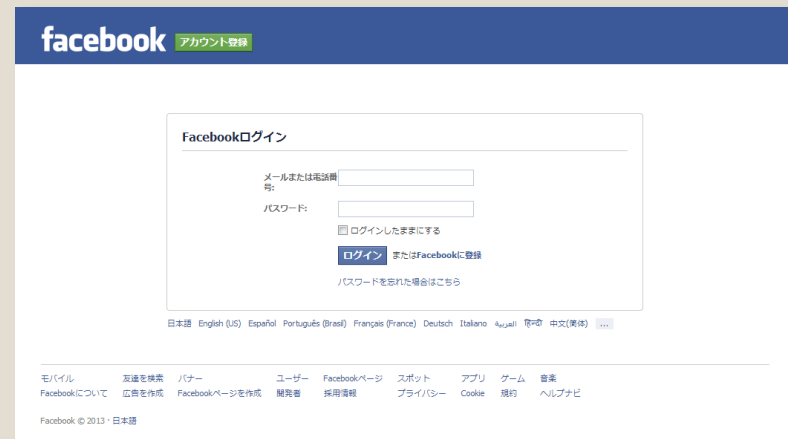 facebook アカウント登録
Facebookログイン
メールまたは電話番
号:
パスワード:
ログインしたままにする
ログイン またはFacebookに登録
パスワードを忘れた場合はこちら
日本語 English (US) Español Português (Brasil) Français (France) Deutsch Italiano العربية हिन्दी 中文(简体) ...
モバイル 友達を検索 バナー ユーザー Facebookページ スポット アプリ ゲーム 音楽
Facebookについて 広告を作成 Facebookページを作成 開発者 採用情報 プライバシー Cookie 規約 ヘルプナビ
Facebook © 2013 · 日本語